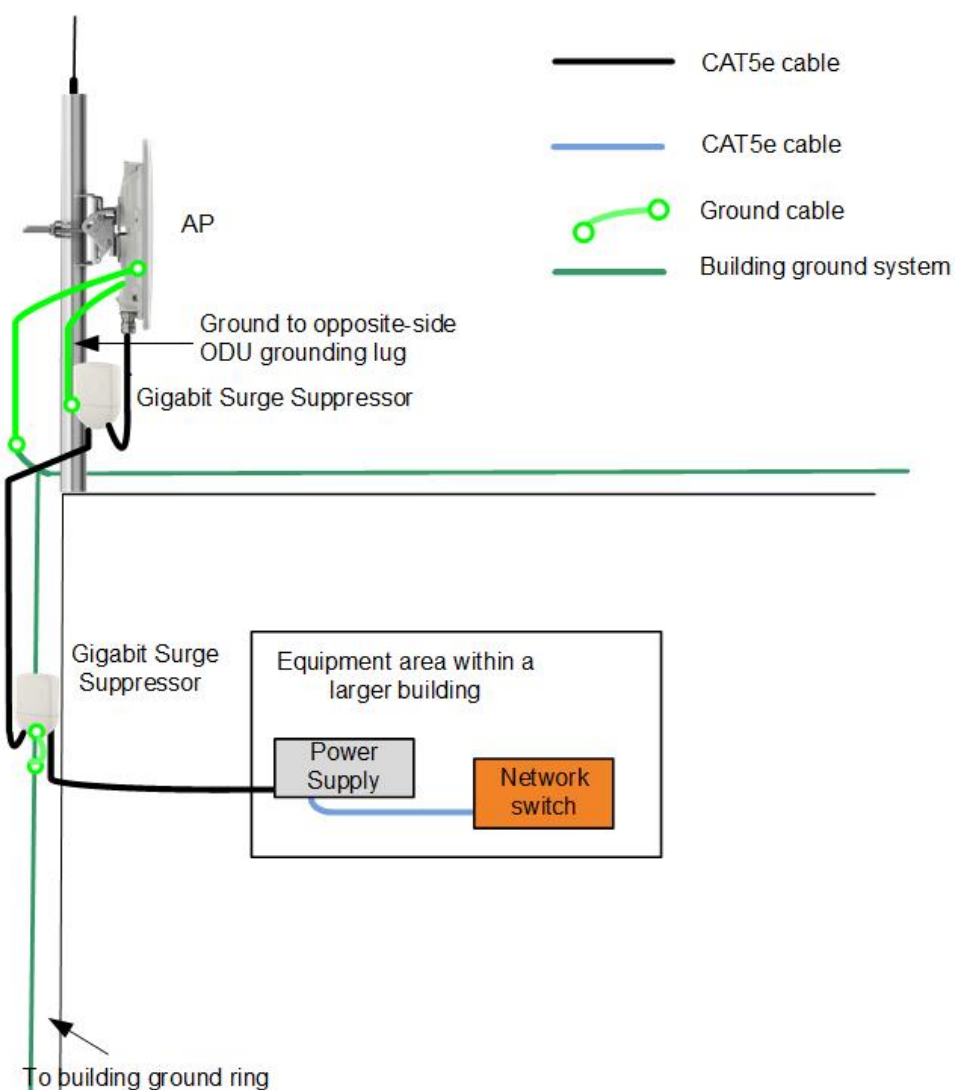 CAT5e cable
CAT5e cable
Ground cable
Building ground system
AP
Ground to opposite-side
ODU grounding lug
Gigabit Surge Suppressor
Gigabit Surge
Suppressor
Equipment area within a
larger building
Power
Supply
Network
switch
To building ground ring